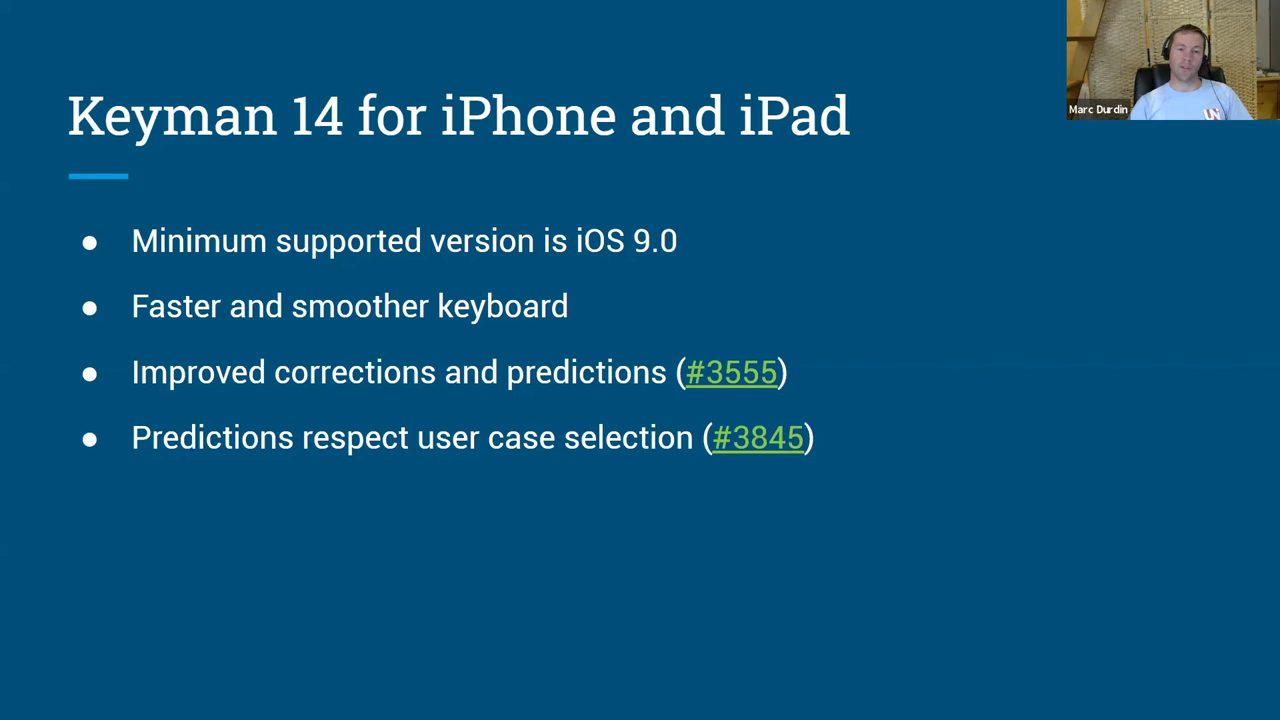 Keyman 14 for iPhone and iPad
● Minimum supported version is iOS 9.0
● Faster and smoother keyboard
● Improved corrections and predictions (#3555)
● Predictions respect user case selection (#3845)
Marc Durdin